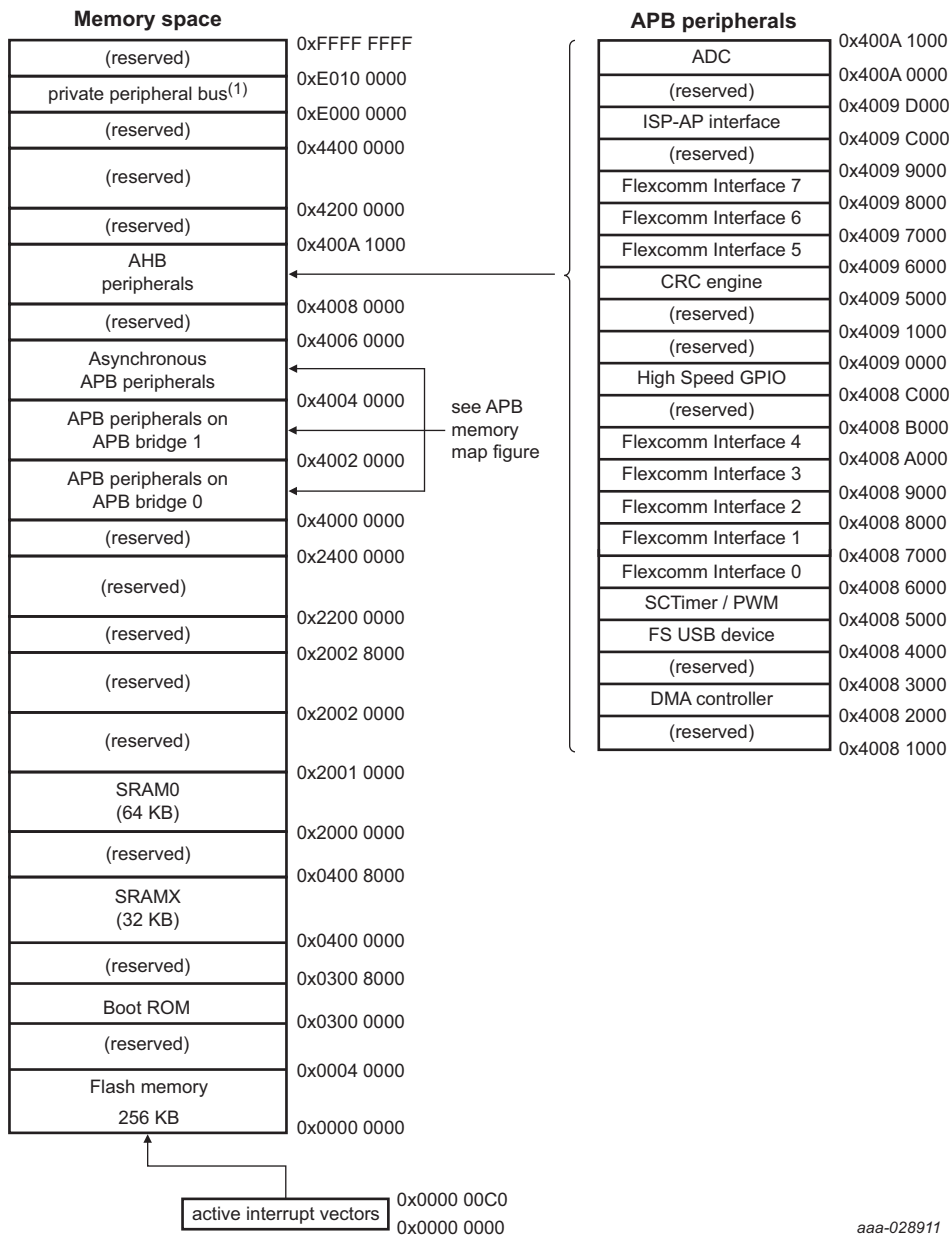 Memory space
0xFFFF FFFF
(reserved)
0xE010 0000
private peripheral bus(1)
0xE000 0000
(reserved)
0x4400 0000
(reserved)
0x4200 0000
(reserved)
0x400A 1000
AHB
peripherals
0x4008 0000
(reserved)
0x4006 0000
Asynchronous
APB peripherals
0x4004 0000
APB peripherals on
APB bridge 1
0x4002 0000
APB peripherals on
APB bridge 0
0x4000 0000
(reserved)
0x2400 0000
(reserved)
0x2200 0000
(reserved)
0x2002 8000
(reserved)
0x2002 0000
(reserved)
0x2001 0000
SRAM0
(64 KB)
0x2000 0000
(reserved)
0x0400 8000
SRAMX
(32 KB)
0x0400 0000
(reserved)
0x0300 8000
Boot ROM
0x0300 0000
(reserved)
0x0004 0000
Flash memory
256 KB
0x0000 0000
active interrupt vectors
0x0000 00C0
0x0000 0000
see APB
memory
map figure
APB peripherals
0x400A 1000
ADC
0x400A 0000
(reserved)
0x4009 D000
ISP-AP interface
0x4009 C000
(reserved)
0x4009 9000
Flexcomm Interface 7
0x4009 8000
Flexcomm Interface 6
0x4009 7000
Flexcomm Interface 5
0x4009 6000
CRC engine
0x4009 5000
(reserved)
0x4009 1000
(reserved)
0x4009 0000
High Speed GPIO
0x4008 C000
(reserved)
0x4008 B000
Flexcomm Interface 4
0x4008 A000
Flexcomm Interface 3
0x4008 9000
Flexcomm Interface 2
0x4008 8000
Flexcomm Interface 1
0x4008 7000
Flexcomm Interface 0
0x4008 6000
SCTimer / PWM
0x4008 5000
FS USB device
0x4008 4000
(reserved)
0x4008 3000
DMA controller
0x4008 2000
(reserved)
0x4008 1000
aaa-028911